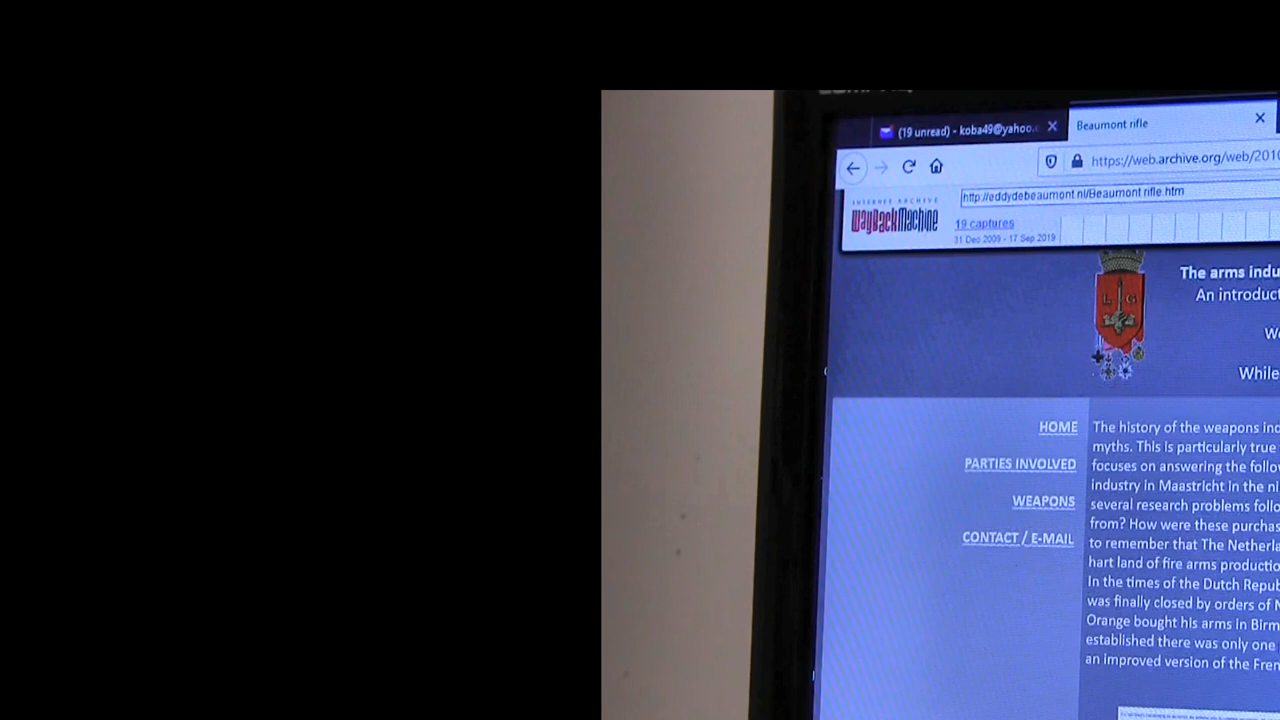 (19 unread) - koba49@yahoo.c
Beaumont rifle
https://web.archive.org/web/2010
http://eddydebeaumont.nl/Beaumont rifle.htm
INTERNET ARCHIVE
WayBackMachine
19 captures
31 Dec 2009 - 17 Sep 2019
L G
The arms indu
An introduct
We
While
HOME
PARTIES INVOLVED
WEAPONS
CONTACT / E-MAIL
The history of the weapons ind
myths. This is particularly true
focuses on answering the follow
industry in Maastricht in the ni
several research problems follo
from? How were these purchas
to remember that The Netherla
hart land of fire arms productio
In the times of the Dutch Repub
was finally closed by orders of N
Orange bought his arms in Birm
established there was only one
an improved version of the Fren